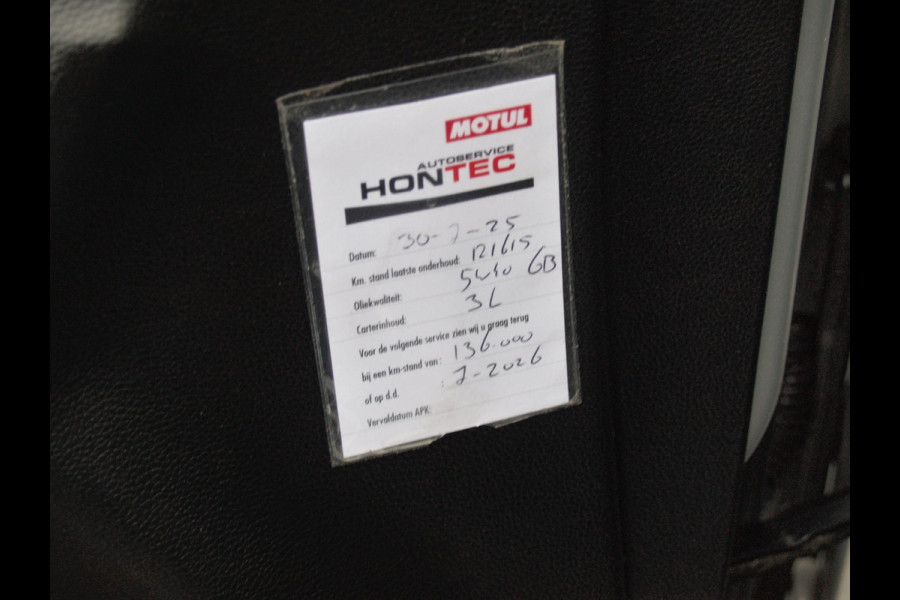 MOTUL
AUTOSERVICE
HONTEC
Datum: 30-7-25
Km. stand laatste onderhoud: 121615
Oliekwaliteit: 5W40 GB
Carterinhoud: 3L
Voor de volgende service zien wij u graag terug
bij een km-stand van: 136.000
of op d.d. : 7-2026
Vervaldatum APK: